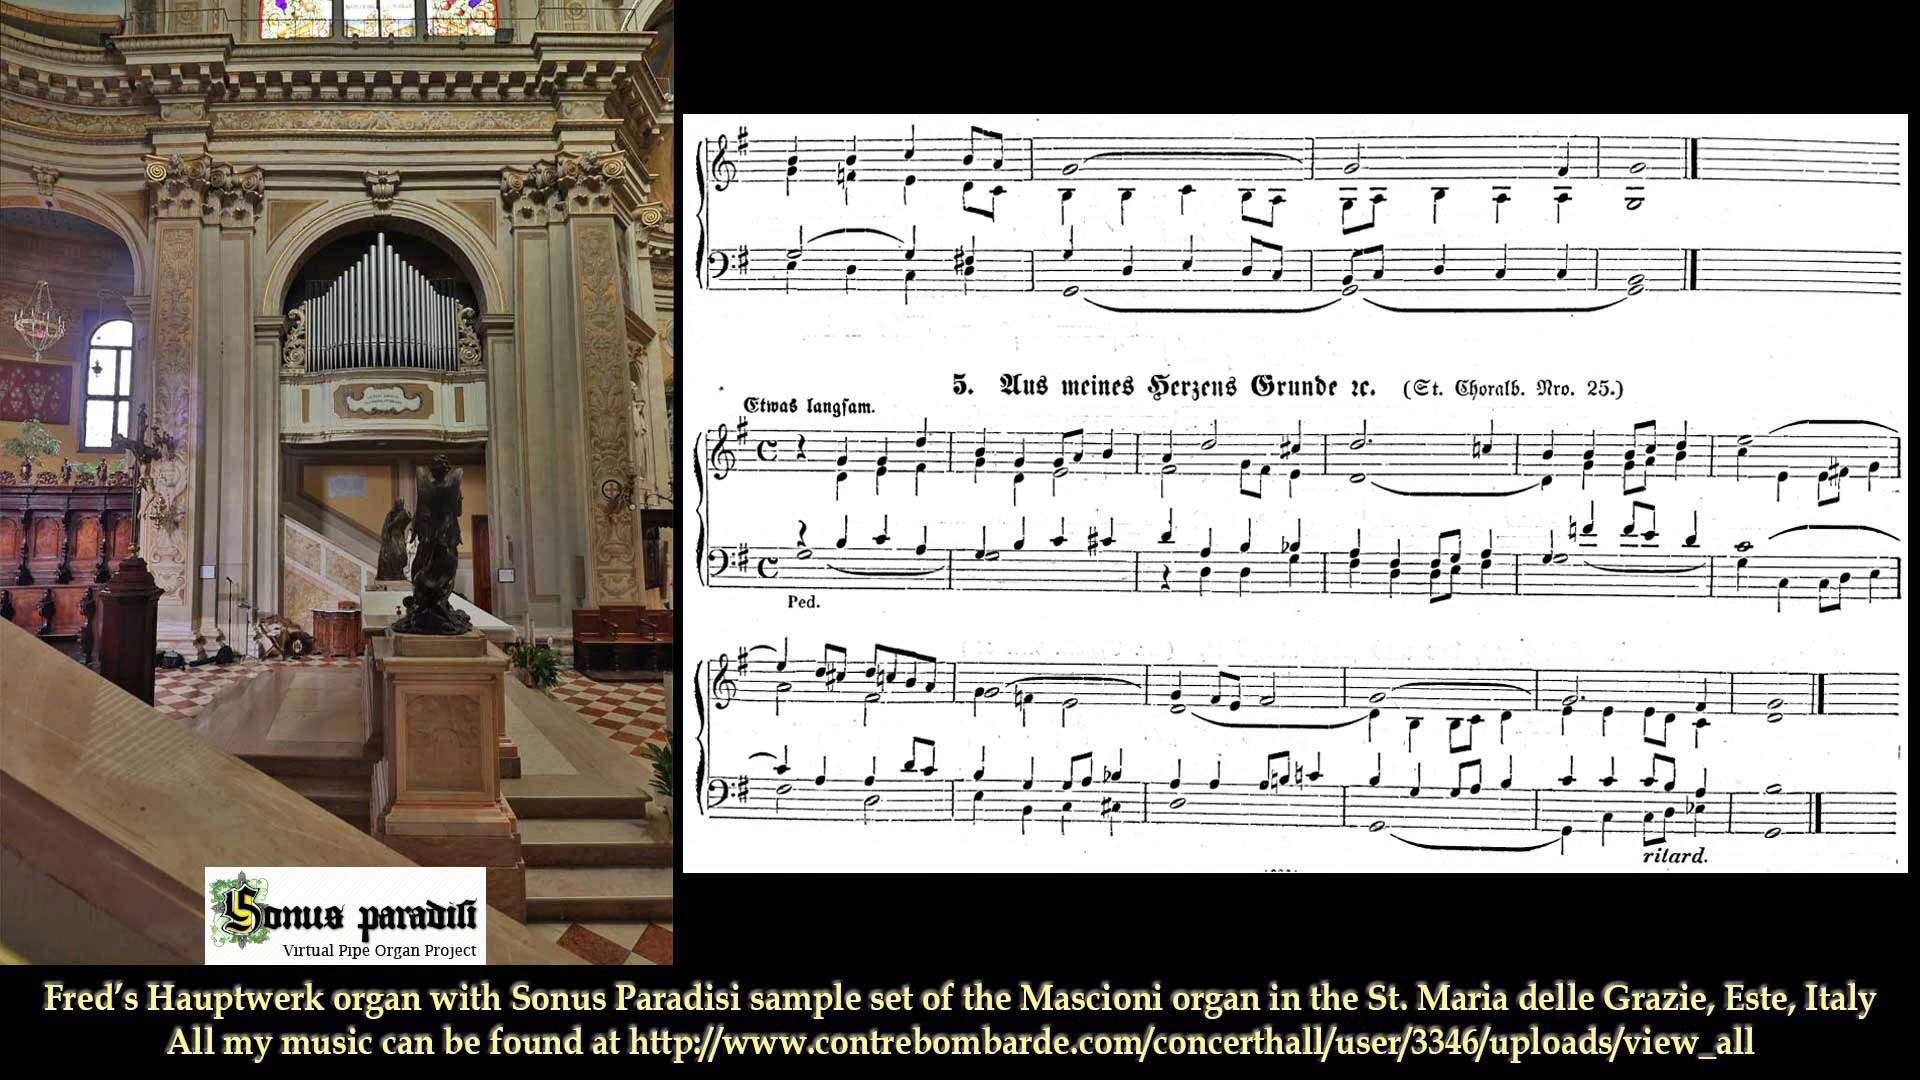 5. Aus meines Herzens Grunde ꝛc. (St. Choralb. Nro. 25.)
Etwas langſam.
Ped.
ritard.
Sonus paradisi
Virtual Pipe Organ Project
Fred's Hauptwerk organ with Sonus Paradisi sample set of the Mascioni organ in the St. Maria delle Grazie, Este, Italy
All my music can be found at http://www.contrebombarde.com/concerthall/user/3346/uploads/view_all